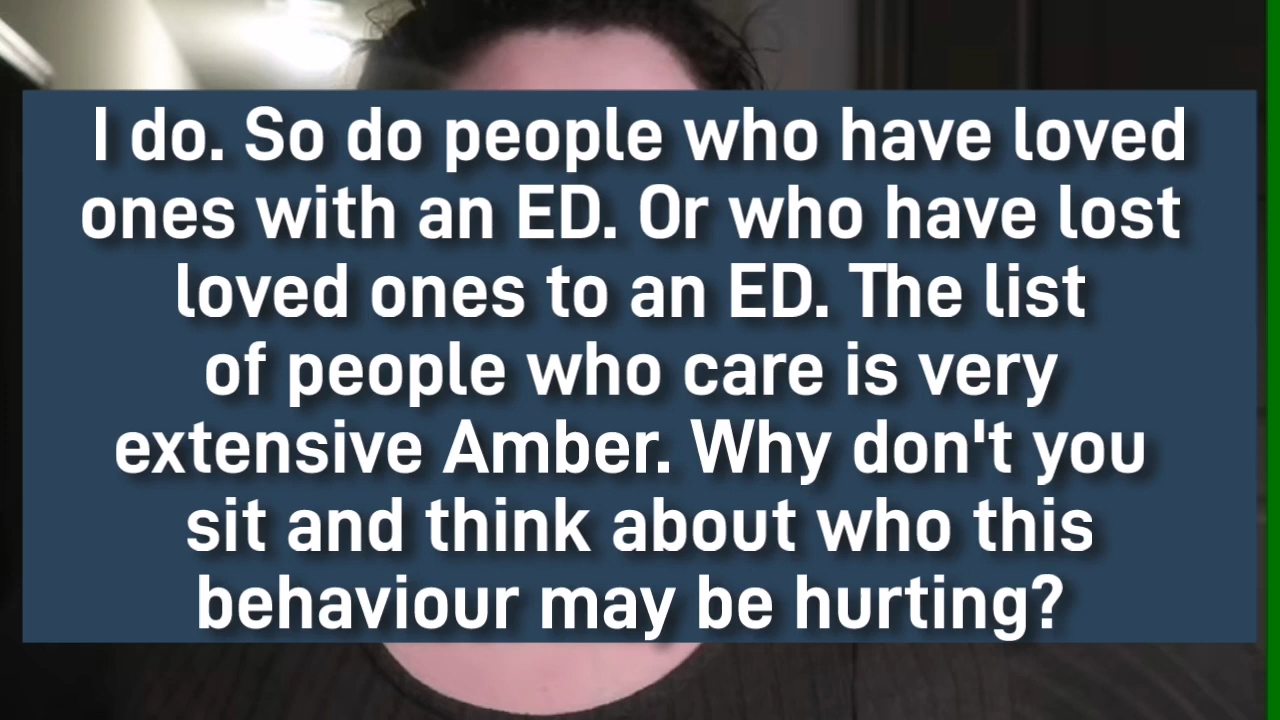 I do. So do people who have loved
ones with an ED. Or who have lost
loved ones to an ED. The list
of people who care is very
extensive Amber. Why don't you
sit and think about who this
behaviour may be hurting?